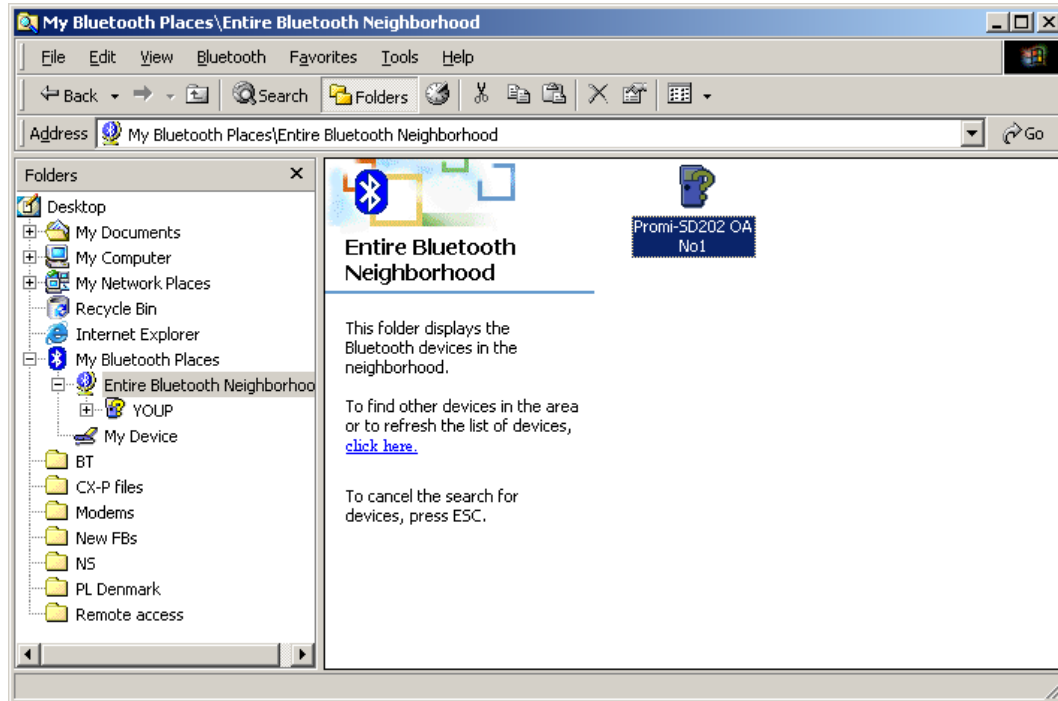 My Bluetooth Places\Entire Bluetooth Neighborhood
File Edit View Bluetooth Favorites Tools Help
Back Search Folders
Address My Bluetooth Places\Entire Bluetooth Neighborhood Go
Folders
Desktop
My Documents
My Computer
My Network Places
Recycle Bin
Internet Explorer
My Bluetooth Places
Entire Bluetooth Neighborhoo
YOUP
My Device
BT
CX-P files
Modems
New FBs
NS
PL Denmark
Remote access
Entire Bluetooth
Neighborhood
This folder displays the
Bluetooth devices in the
neighborhood.
To find other devices in the area
or to refresh the list of devices,
click here.
To cancel the search for
devices, press ESC.
Promi-SD202 OA
No1